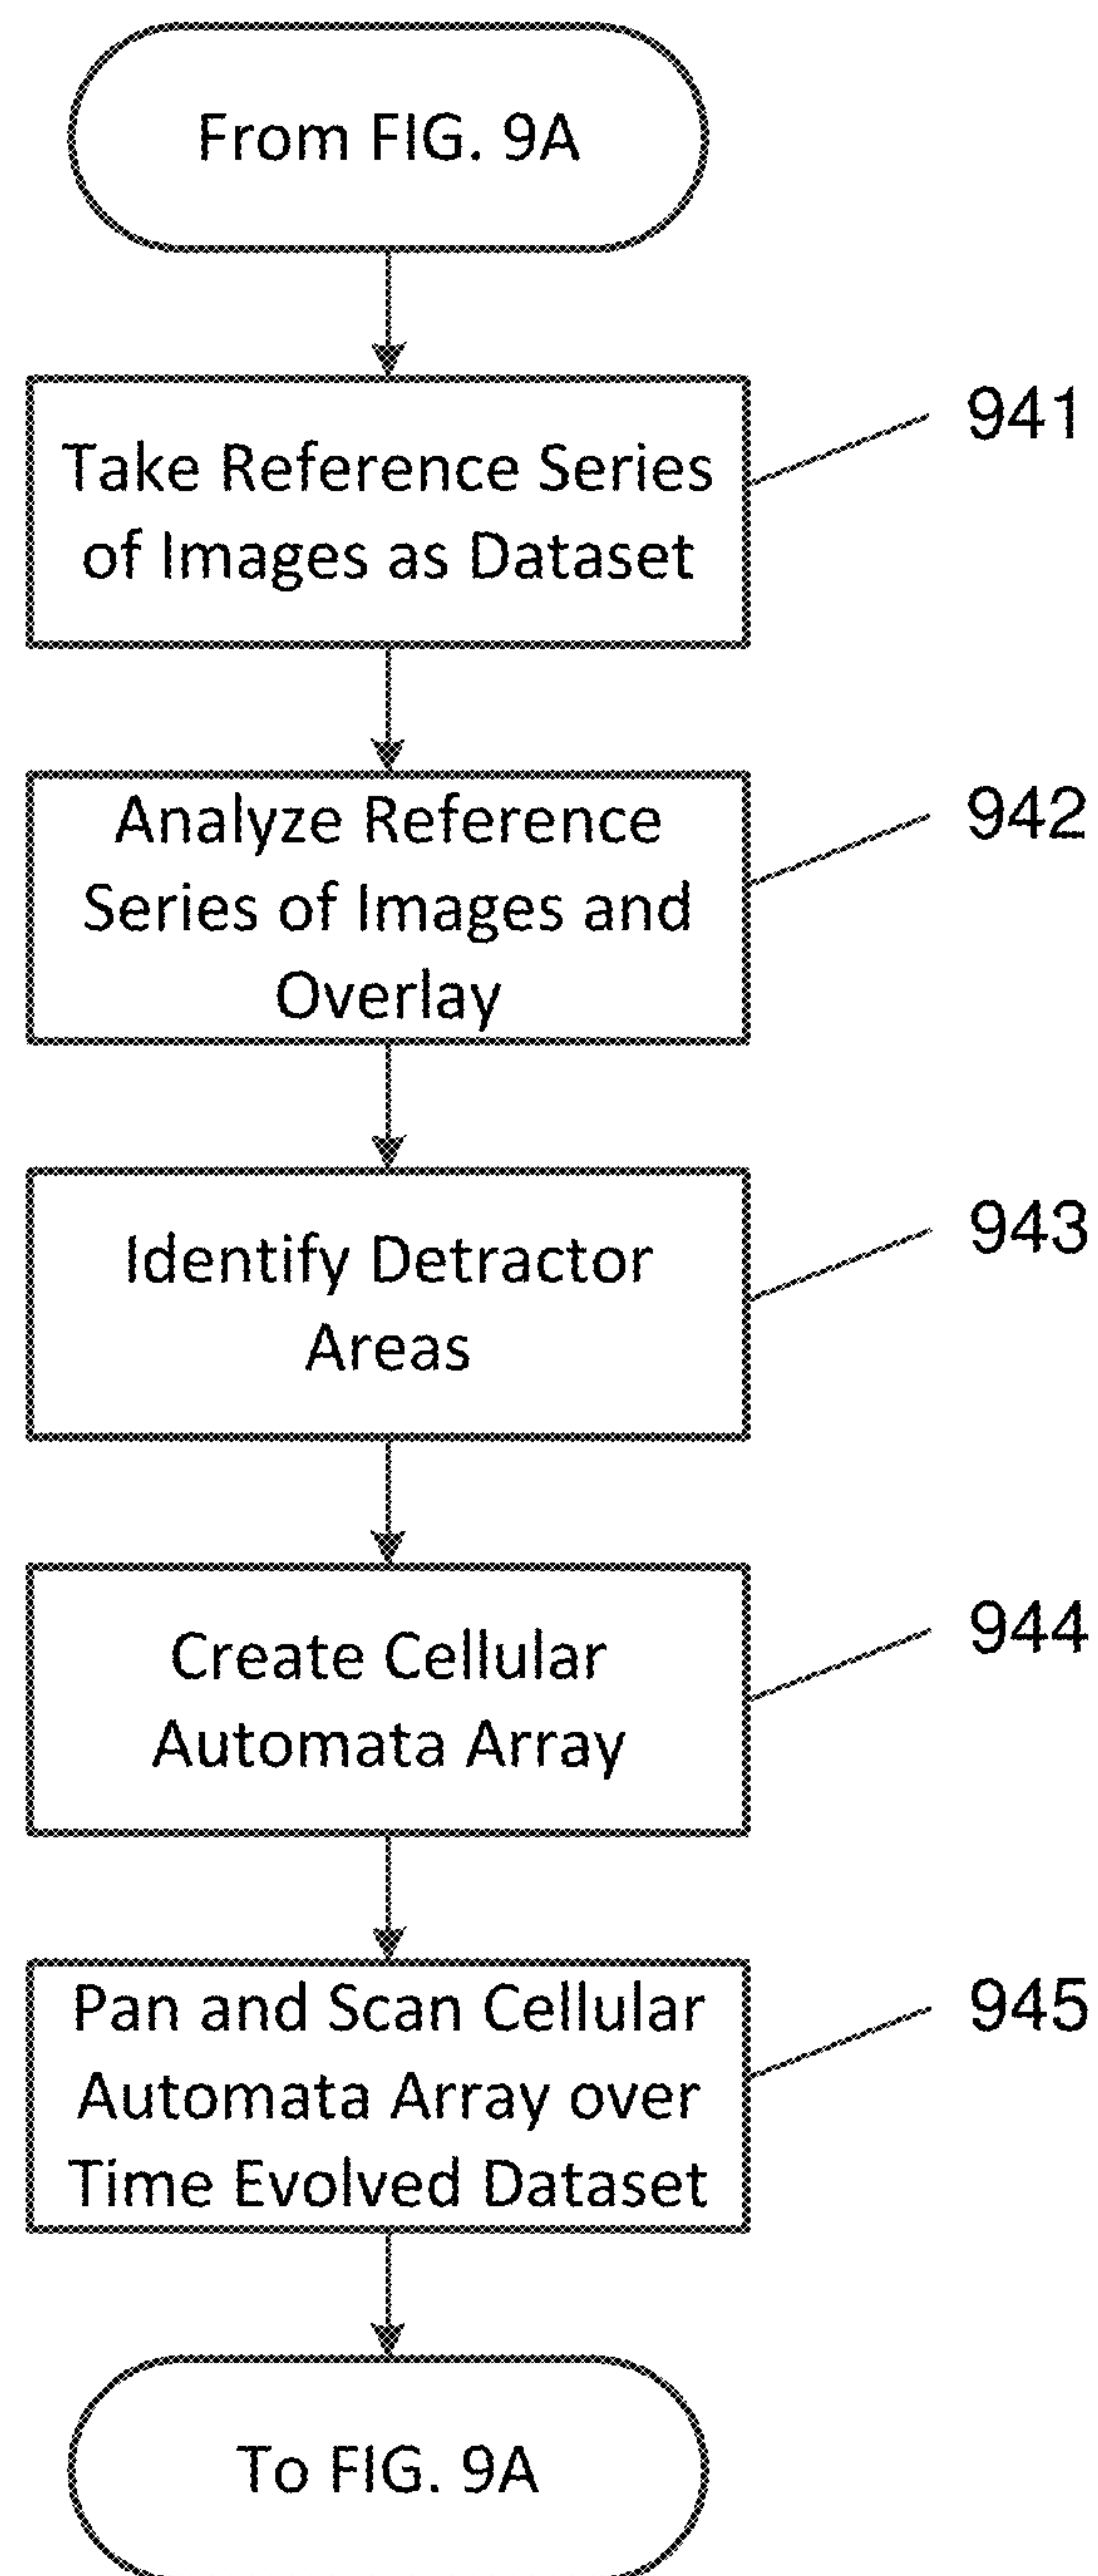 From FIG. 9A
Take Reference Series
of Images as Dataset
941
Analyze Reference
Series of Images and
Overlay
942
Identify Detractor
Areas
943
Create Cellular
Automata Array
944
Pan and Scan Cellular
Automata Array over
Time Evolved Dataset
945
To FIG. 9A